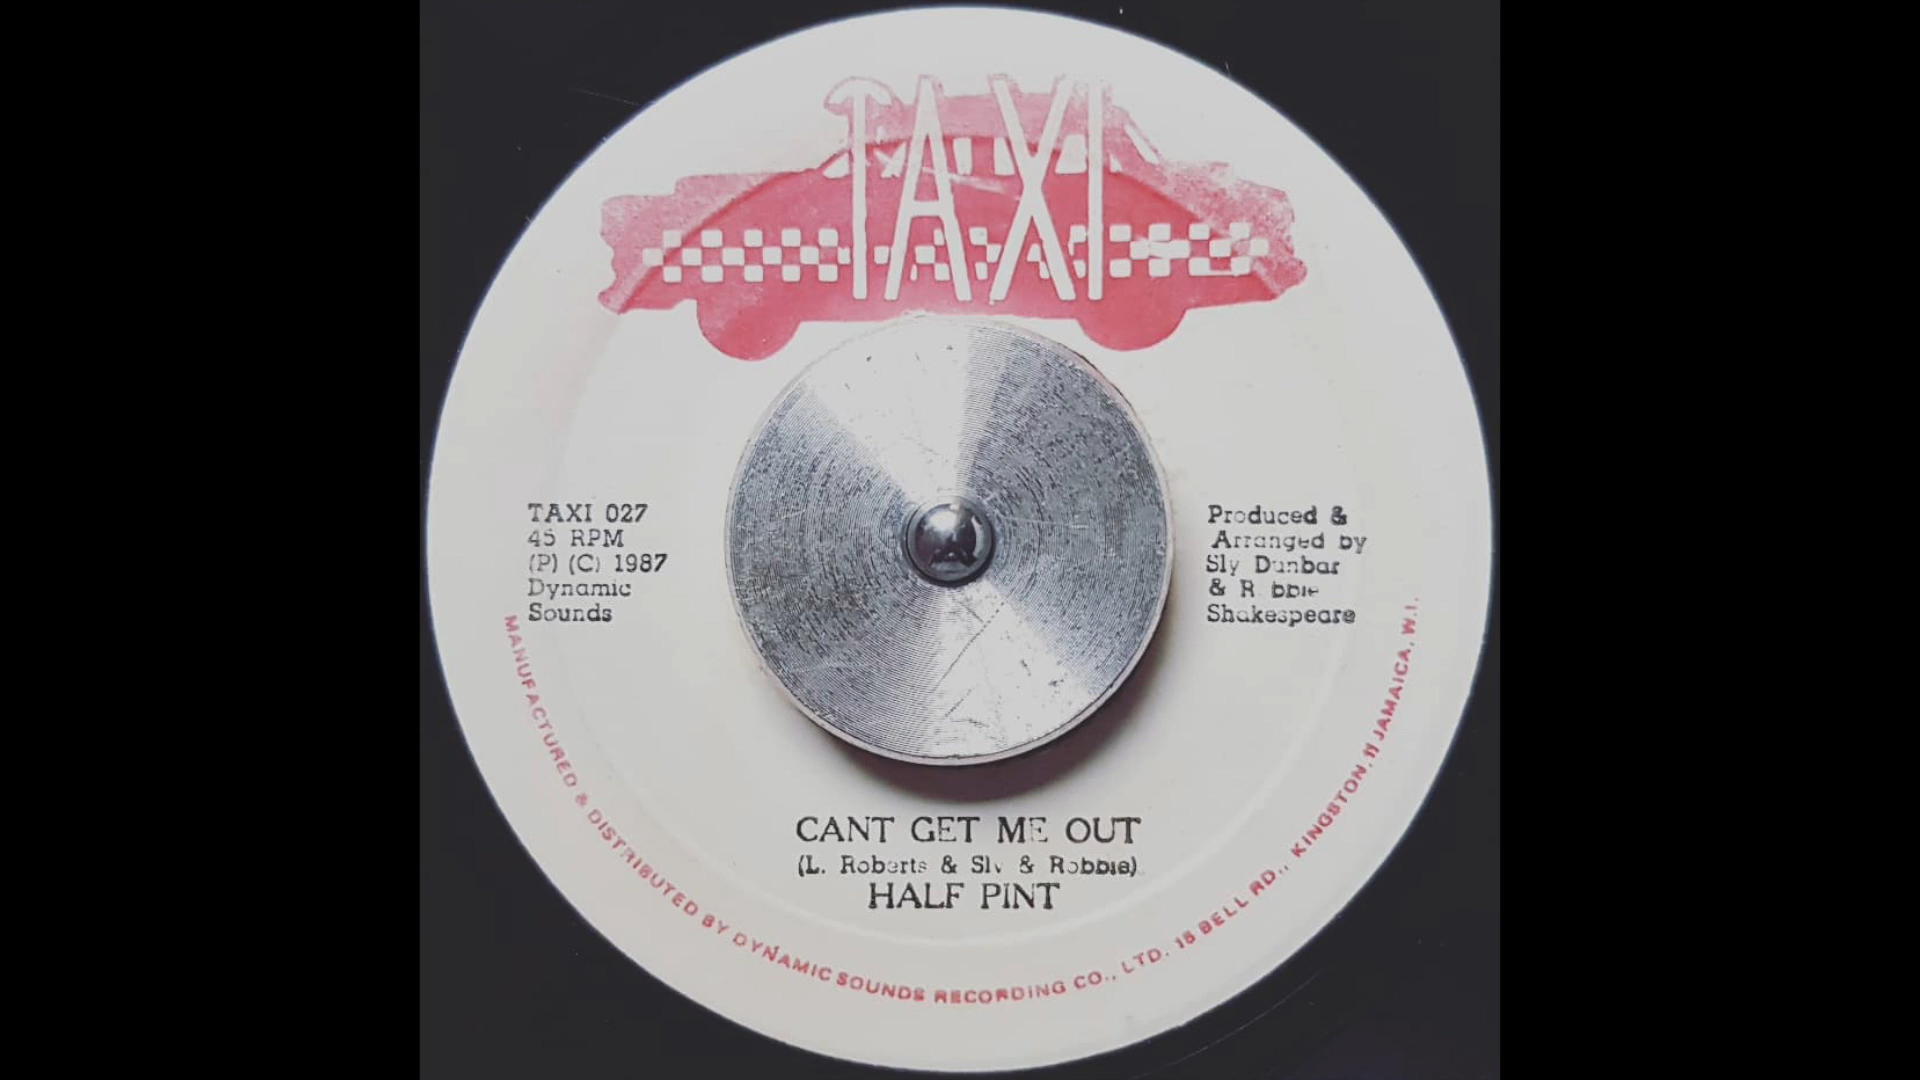 TAXI
TAXI 027
45 RPM
(P) (C) 1987
Dynamic
Sounds
Produced &
Arranged by
Sly Dunbar
& Robbie
Shakespeare
CANT GET ME OUT
(L. Roberts & Sly & Robbie)
HALF PINT
MANUFACTURED & DISTRIBUTED BY DYNAMIC SOUNDS RECORDING CO., LTD. 15 BELL RD., KINGSTON, 11 JAMAICA, W.I.